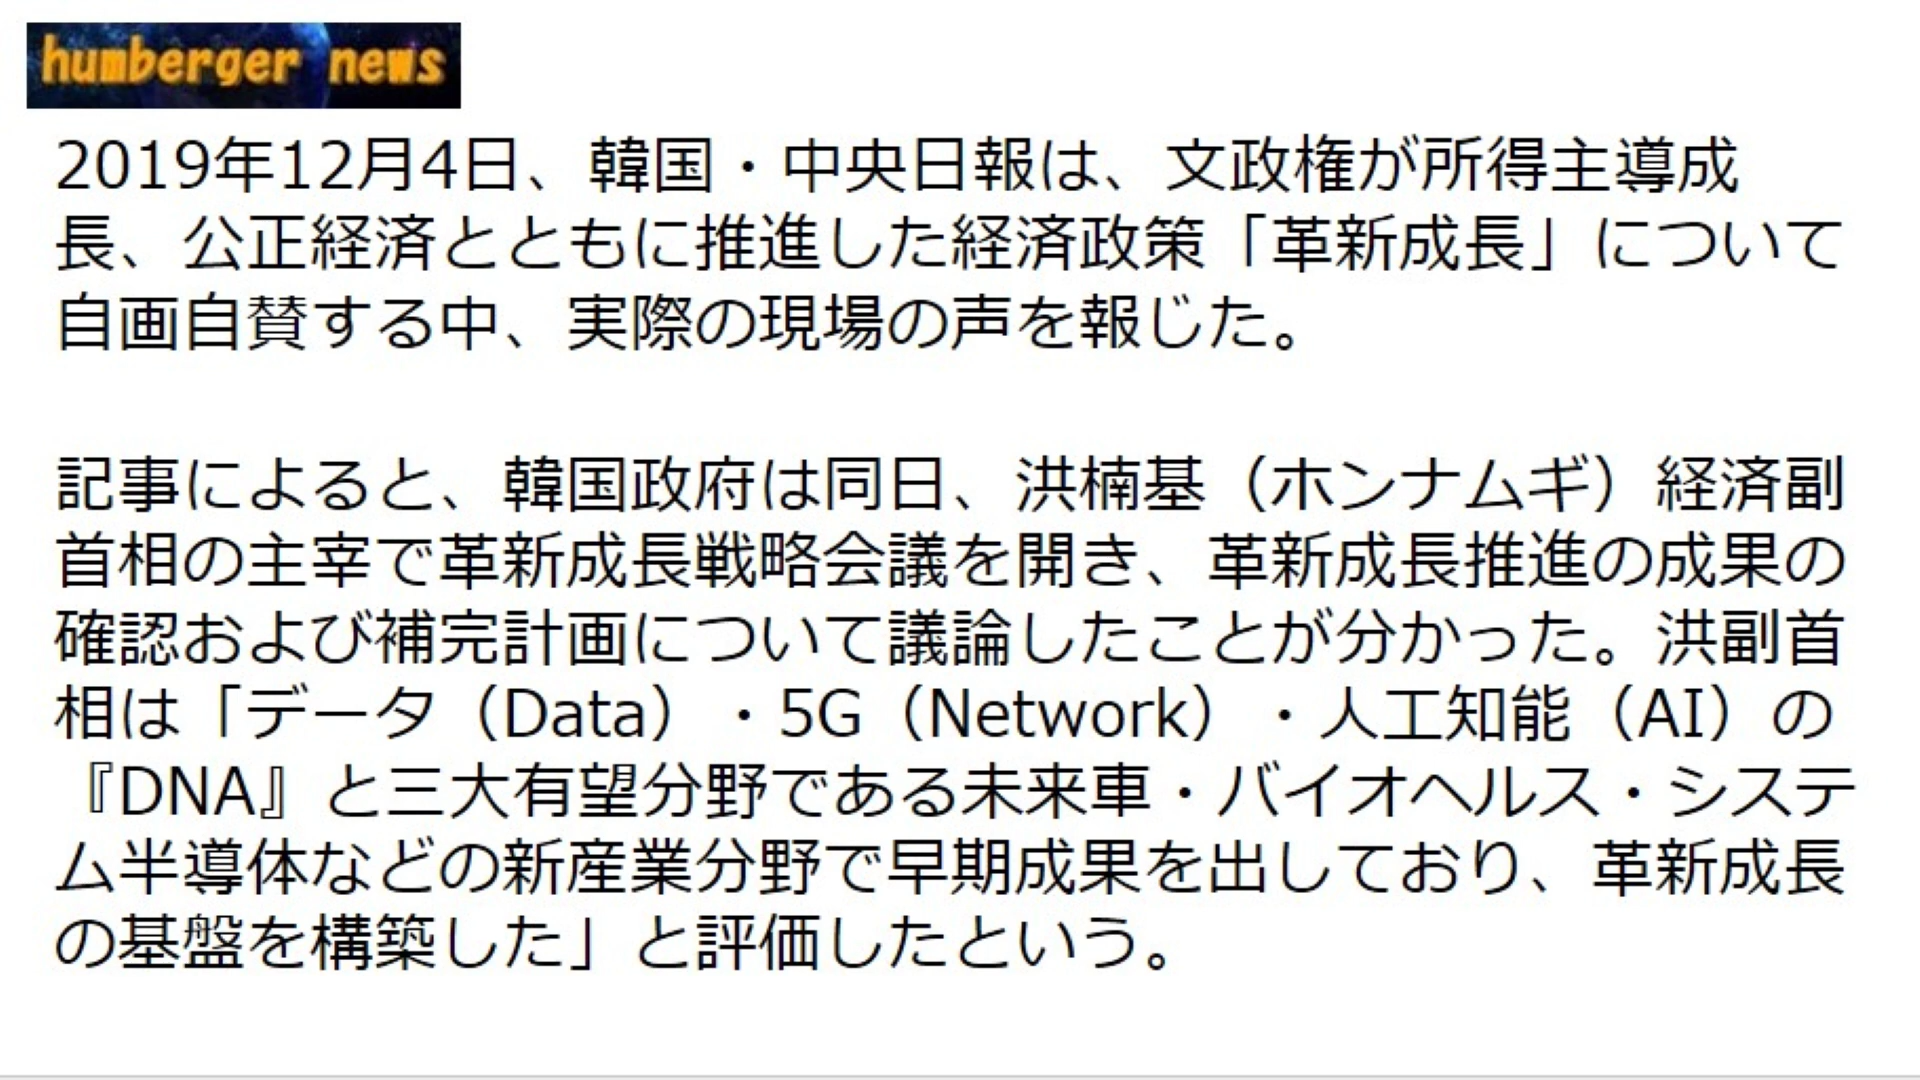 humberger news
2019年12月4日、韓国・中央日報は、文政権が所得主導成
長、公正経済とともに推進した経済政策「革新成長」について
自画自賛する中、実際の現場の声を報じた。
記事によると、韓国政府は同日、洪楠基（ホンナムギ）経済副
首相の主宰で革新成長戦略会議を開き、革新成長推進の成果の
確認および補完計画について議論したことが分かった。洪副首
相は「データ（Data）・5G（Network）・人工知能（AI）の
『DNA』と三大有望分野である未来車・バイオヘルス・システ
ム半導体などの新産業分野で早期成果を出しており、革新成長
の基盤を構築した」と評価したという。